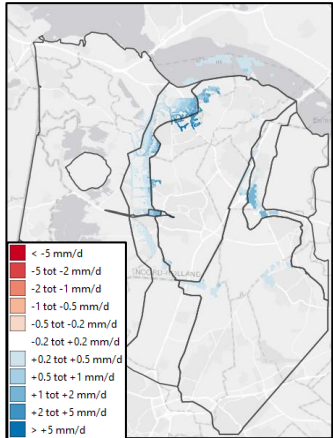 NOORD-HOLLAND
< -5 mm/d
-5 tot -2 mm/d
-2 tot -1 mm/d
-1 tot -0.5 mm/d
-0.5 tot -0.2 mm/d
-0.2 tot +0.2 mm/d
+0.2 tot +0.5 mm/d
+0.5 tot +1 mm/d
+1 tot +2 mm/d
+2 tot +5 mm/d
> +5 mm/d